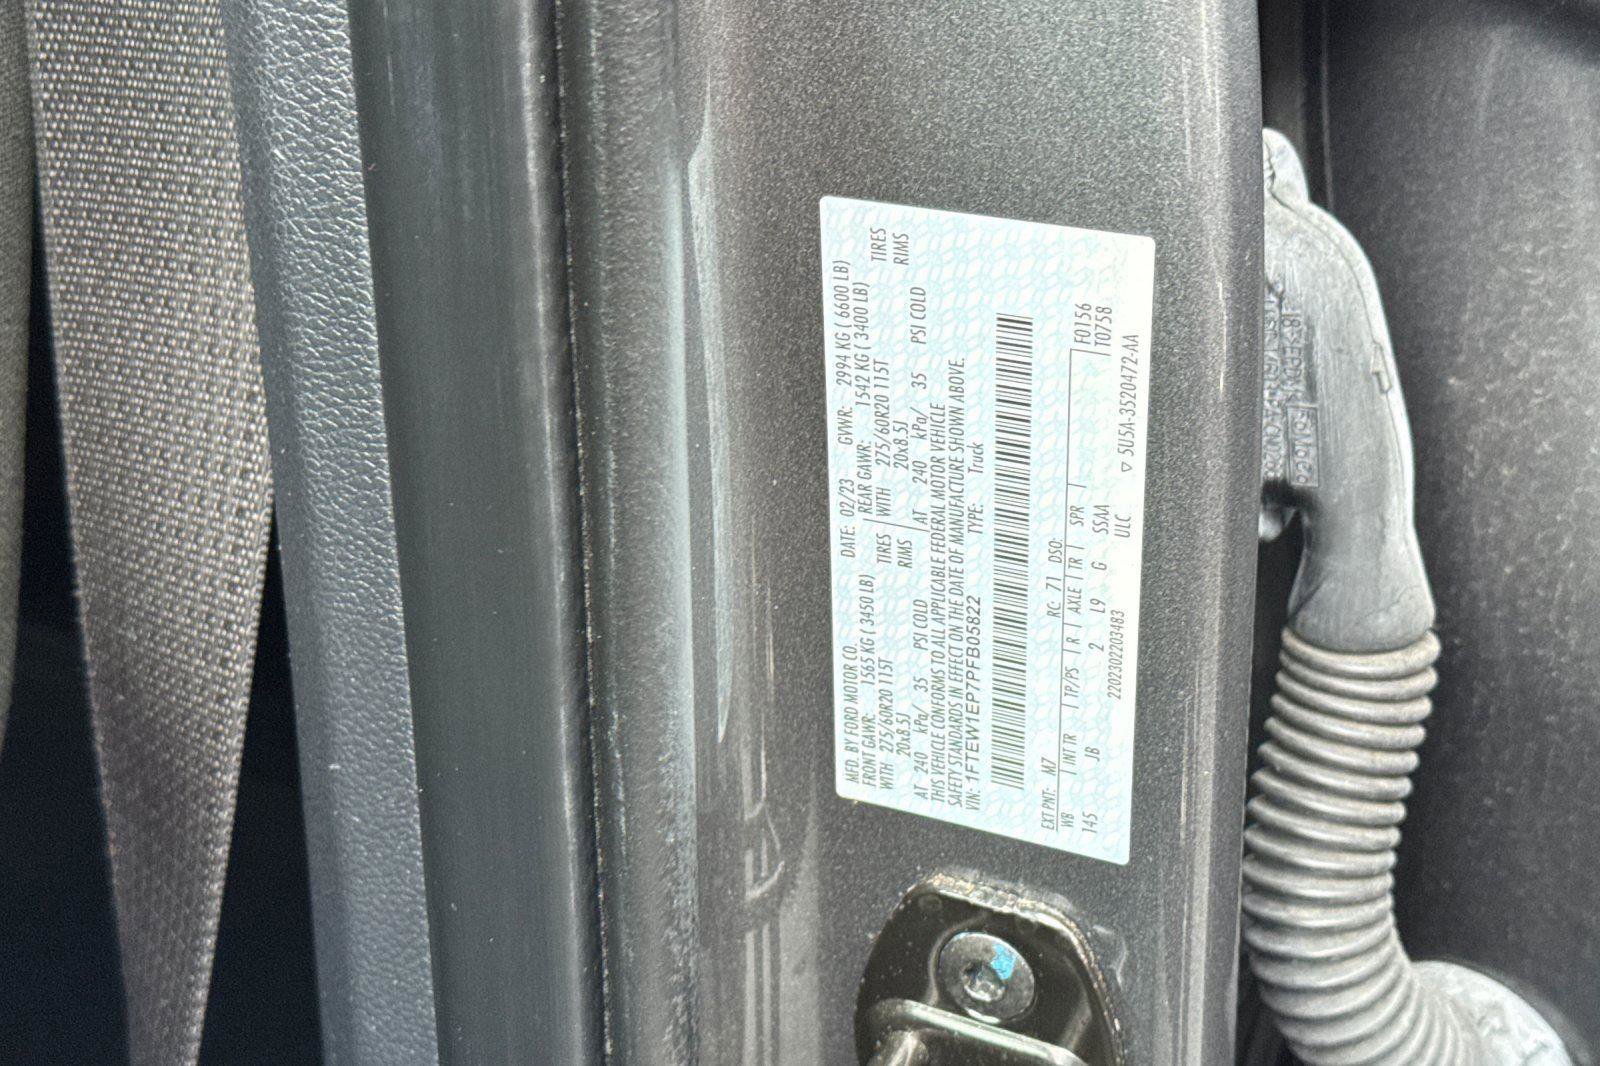 MFD. BY FORD MOTOR CO. DATE: 02/23 GVWR: 2994 KG ( 6600 LB)
FRONT GAWR: 1565 KG ( 3450 LB) REAR GAWR: 1542 KG ( 3400 LB)
WITH 275/60R20 115T TIRES WITH 275/60R20 115T TIRES
20x8.5J RIMS 20x8.5J RIMS
AT 240 kPa/ 35 PSI COLD AT 240 kPa/ 35 PSI COLD
THIS VEHICLE CONFORMS TO ALL APPLICABLE FEDERAL MOTOR VEHICLE
SAFETY STANDARDS IN EFFECT ON THE DATE OF MANUFACTURE SHOWN ABOVE.
VIN: 1FTEW1EP7PFB05822 TYPE: Truck
EXT PNT: M7 RC: 71 DSO: F0156
WB INT TR TP/PS R AXLE TR SPR T0758
145 JB 2 L9 G SSAA
ULC
220230220​3483 ▽ 5U5A-3520472-AA